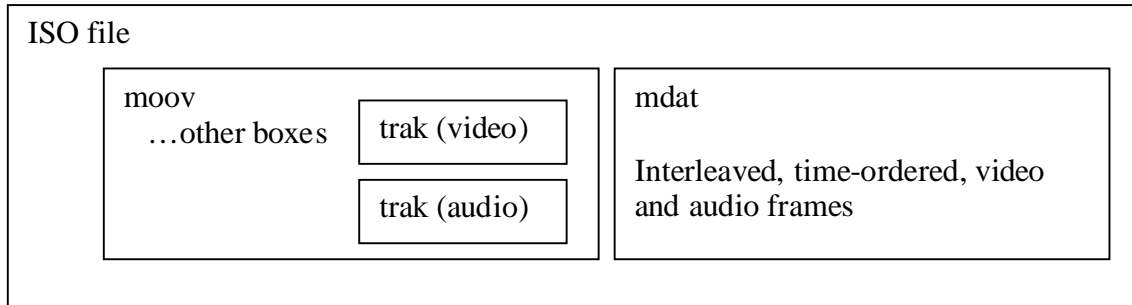 ISO file
moov
…other boxes
trak (video)
trak (audio)
mdat
Interleaved, time-ordered, video
and audio frames